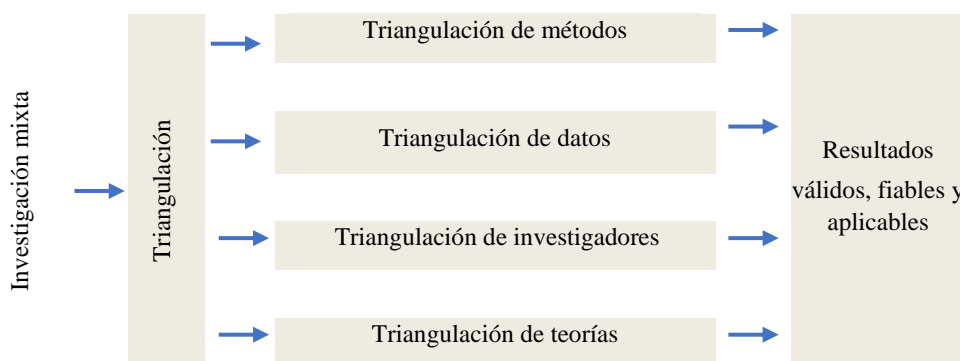 Investigación mixta
Triangulación
Triangulación de métodos
Triangulación de datos
Triangulación de investigadores
Triangulación de teorías
Resultados
válidos, fiables y
aplicables